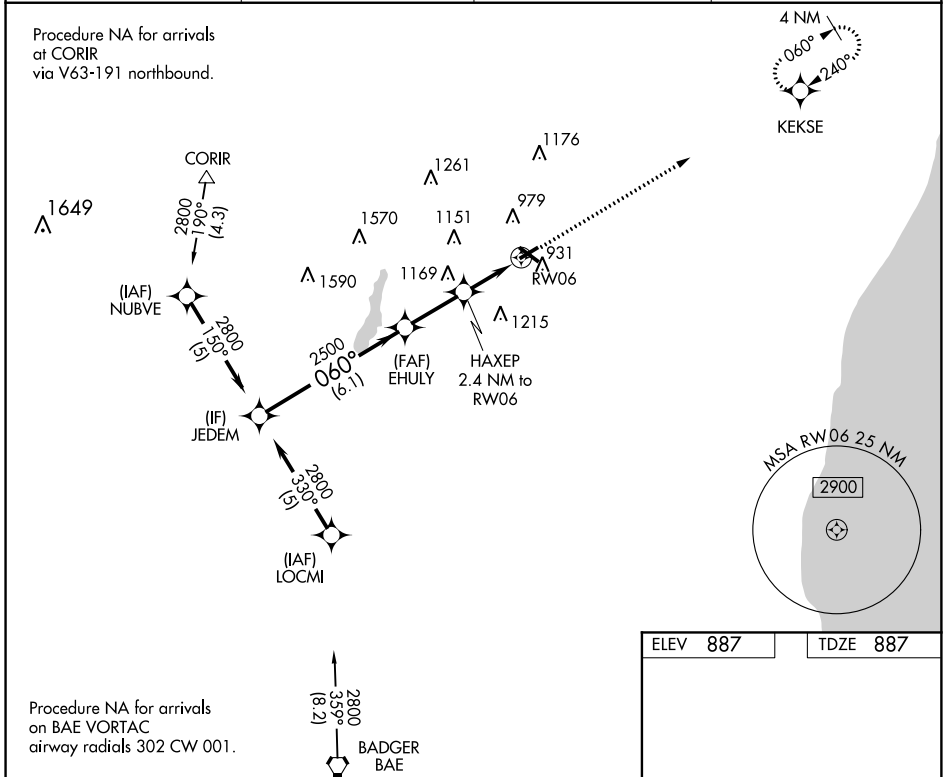 Procedure NA for arrivals
at CORIR
via V63-191 northbound.
4 NM
060°
240°
KEKSE
CORIR
2800
190°
(4.3)
1649
1261
1176
1570
1151
979
1590
1169
931
RW06
1215
(IAF)
NUBVE
2800
150°
(5)
2500
060°
(6.1)
(FAF)
EHULY
HAXEP
2.4 NM to
RW06
(IF)
JEDEM
2800
330°
(5)
(IAF)
LOCMI
MSA RW06 25 NM
2900
ELEV 887
TDZE 887
2800
359°
(8.2)
BADGER
BAE
Procedure NA for arrivals
on BAE VORTAC
airway radials 302 CW 001.